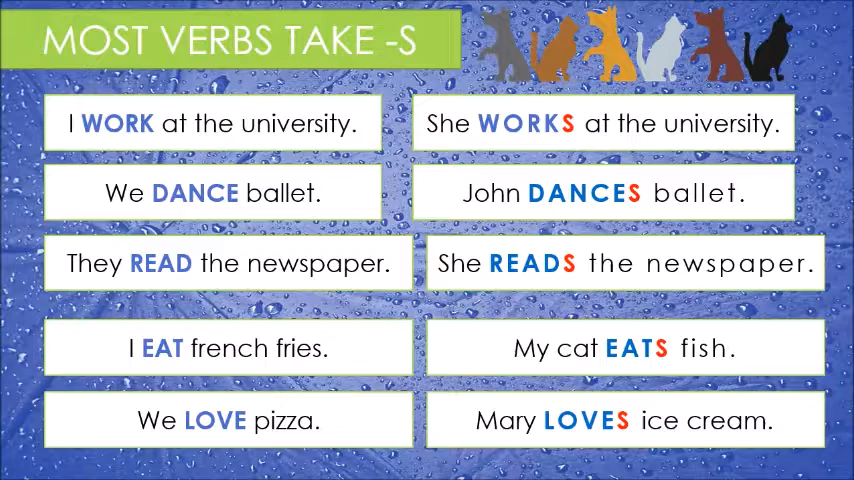 MOST VERBS TAKE -S
I WORK at the university.
She WORKS at the university.
We DANCE ballet.
John DANCES ballet.
They READ the newspaper.
She READS the newspaper.
I EAT french fries.
My cat EATS fish.
We LOVE pizza.
Mary LOVES ice cream.